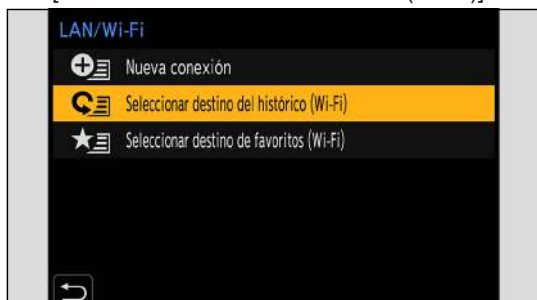 LAN/Wi-Fi
Nueva conexión
Seleccionar destino del histórico (Wi-Fi)
Seleccionar destino de favoritos (Wi-Fi)